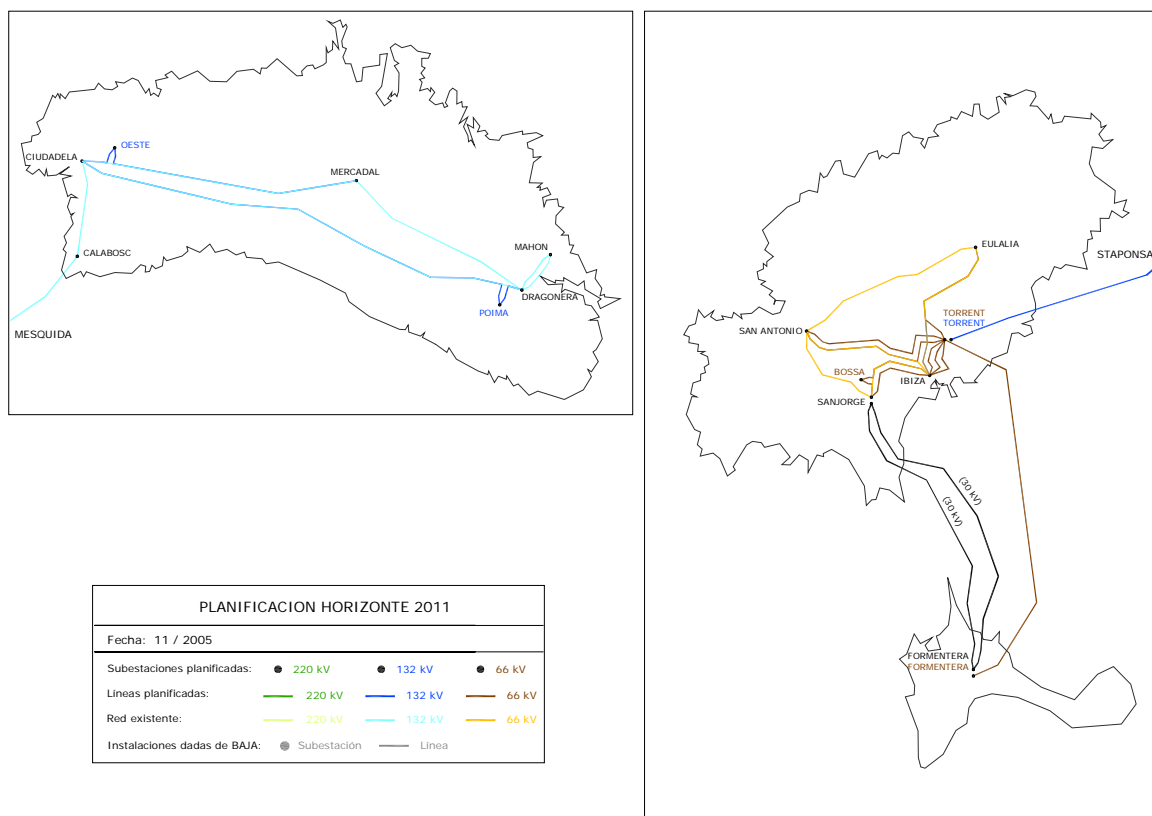 OESTE
CIUDADELA
MERCADAL
MAHON
CALABOSC
DRAGONERA
POIMA
MESQUIDA
EULALIA
STAPONSA
TORRENT
TORRENT
SAN ANTONIO
BOSSA
IBIZA
SANJORGE
(30 kV)
(30 kV)
FORMENTERA
FORMENTERA
PLANIFICACION HORIZONTE 2011
Fecha: 11 / 2005
Subestaciones planificadas: 220 kV 132 kV 66 kV
Lineas planificadas: 220 kV 132 kV 66 kV
Red existente: 220 kV 132 kV 66 kV
Instalaciones dadas de BAJA: Subestación Linea